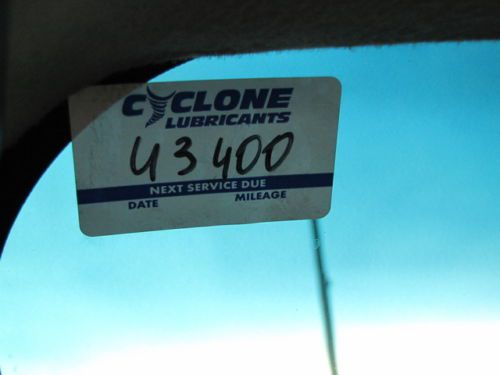 CYCLONE
LUBRICANTS
43400
NEXT SERVICE DUE
DATE MILEAGE